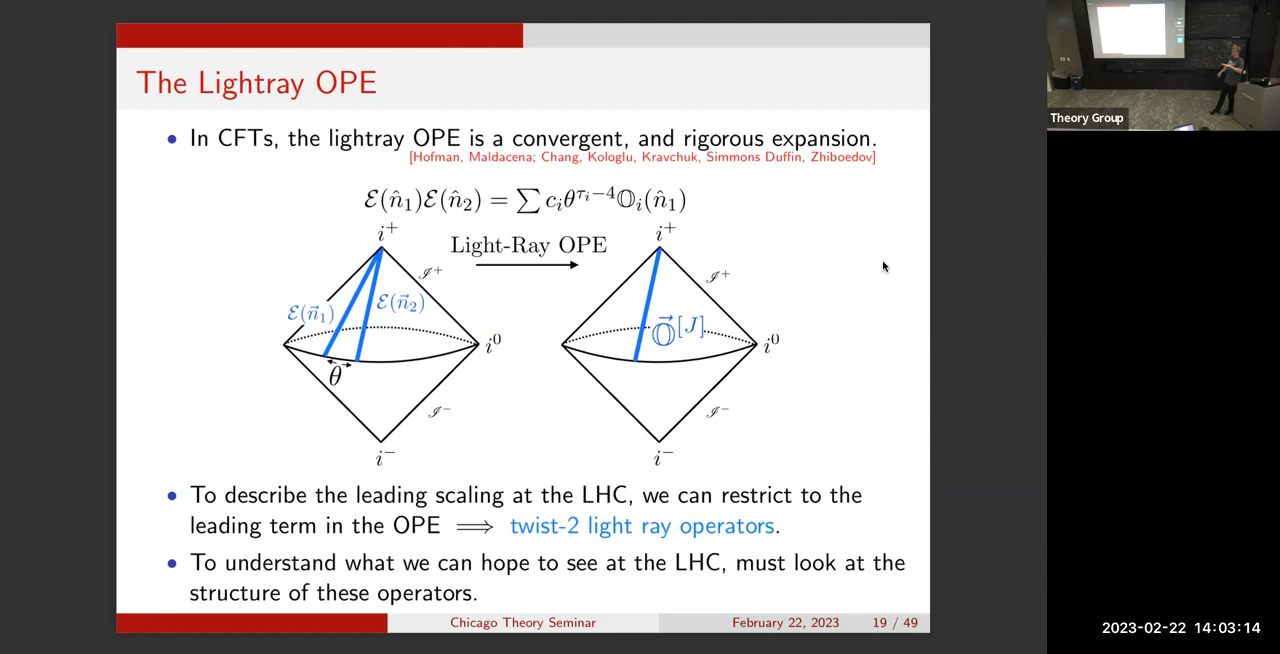 The Lightray OPE
• In CFTs, the lightray OPE is a convergent, and rigorous expansion.
[Hofman, Maldacena; Chang, Kologlu, Kravchuk, Simmons Duffin, Zhiboedov]
ℰ(n̂₁)ℰ(n̂₂) = ∑ cᵢθ^{τᵢ−4}𝕆ᵢ(n̂₁)
i⁺
Light-Ray OPE
i⁺
ℐ⁺
ℐ⁺
ℰ(n⃗₁)
ℰ(n⃗₂)
𝕆⃗^{[J]}
i⁰
i⁰
θ
ℐ⁻
ℐ⁻
i⁻
i⁻
• To describe the leading scaling at the LHC, we can restrict to the
leading term in the OPE ⟹ twist-2 light ray operators.
• To understand what we can hope to see at the LHC, must look at the
structure of these operators.
Chicago Theory Seminar
February 22, 2023
19 / 49
Theory Group
2023-02-22 14:03:14